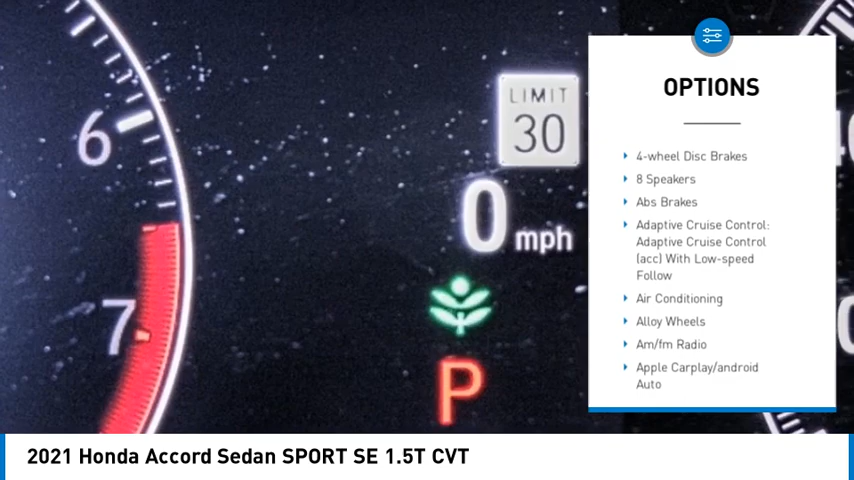 6
7
LIMIT
30
0 mph
P
OPTIONS
4-wheel Disc Brakes
8 Speakers
Abs Brakes
Adaptive Cruise Control:
Adaptive Cruise Control
(acc) With Low-speed
Follow
Air Conditioning
Alloy Wheels
Am/fm Radio
Apple Carplay/android
Auto
2021 Honda Accord Sedan SPORT SE 1.5T CVT